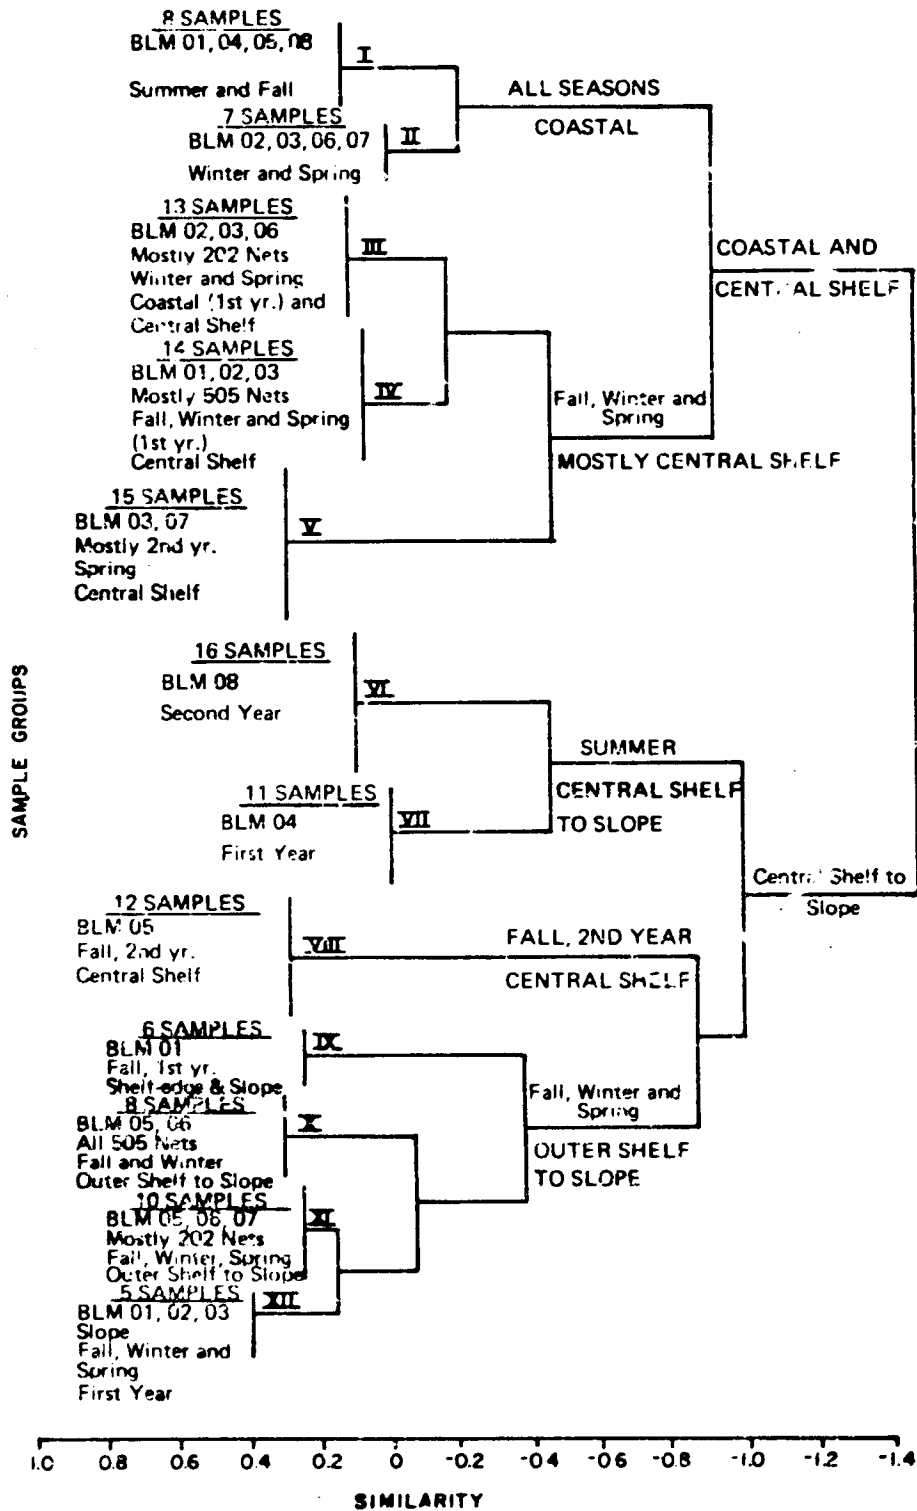 8 SAMPLES
BLM 01, 04, 05, 08
Summer and Fall
I
7 SAMPLES
BLM 02, 03, 06, 07
Winter and Spring
II
ALL SEASONS
COASTAL
13 SAMPLES
BLM 02, 03, 06
Mostly 202 Nets
Winter and Spring
Coastal (1st yr.) and
Central Shelf
III
14 SAMPLES
BLM 01, 02, 03
Mostly 505 Nets
Fall, Winter and Spring
(1st yr.)
Central Shelf
IV
15 SAMPLES
BLM 03, 07
Mostly 2nd yr.
Spring
Central Shelf
V
Fall, Winter and
Spring
MOSTLY CENTRAL SHELF
COASTAL AND
CENTRAL SHELF
16 SAMPLES
BLM 08
Second Year
VI
11 SAMPLES
BLM 04
First Year
VII
SUMMER
CENTRAL SHELF
TO SLOPE
12 SAMPLES
BLM 05
Fall, 2nd yr.
Central Shelf
VIII
FALL, 2ND YEAR
CENTRAL SHELF
6 SAMPLES
BLM 01
Fall, 1st yr.
Shelf-edge & Slope
IX
8 SAMPLES
BLM 05, 06
All 505 Nets
Fall and Winter
Outer Shelf to Slope
X
10 SAMPLES
BLM 05, 06, 07
Mostly 202 Nets
Fall, Winter, Spring
Outer Shelf to Slope
XI
5 SAMPLES
BLM 01, 02, 03
Slope
Fall, Winter and
Spring
First Year
XII
Fall, Winter and
Spring
OUTER SHELF
TO SLOPE
Central Shelf to
Slope
SAMPLE GROUPS
1.0 0.8 0.6 0.4 0.2 0 -0.2 -0.4 -0.6 -0.8 -1.0 -1.2 -1.4
SIMILARITY